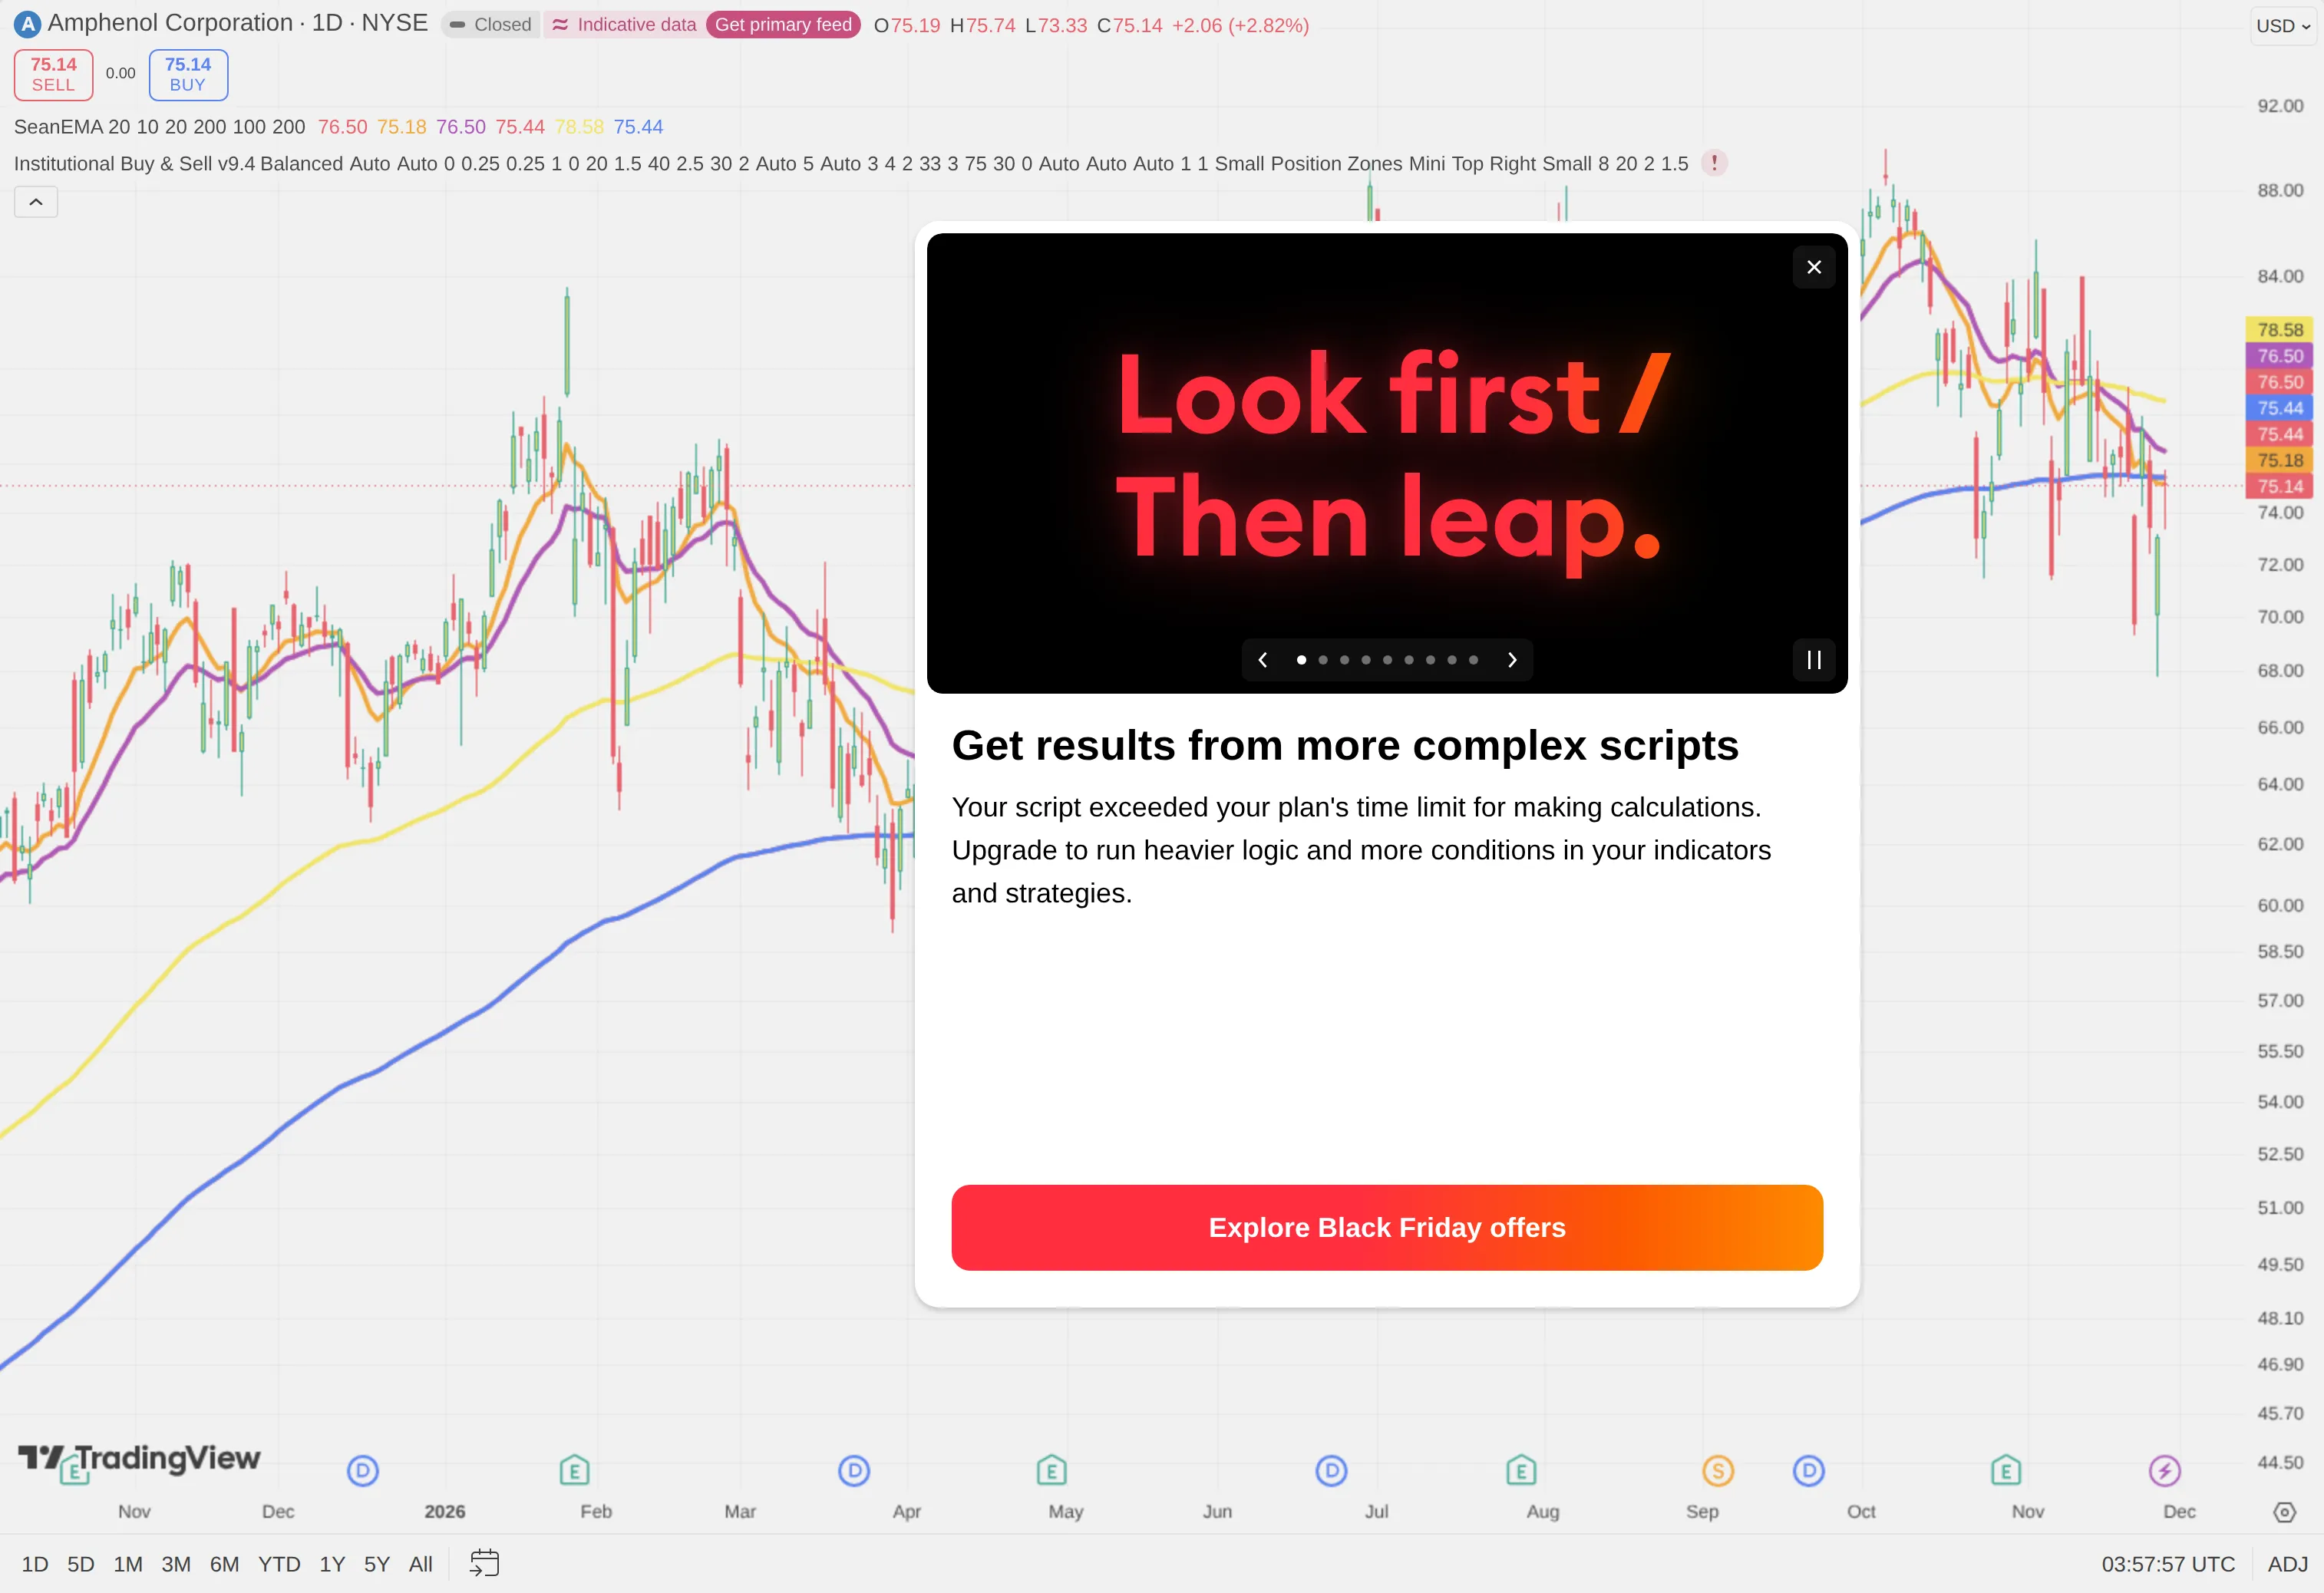 A Amphenol Corporation · 1D · NYSE Closed Indicative data Get primary feed O75.19 H75.74 L73.33 C75.14 +2.06 (+2.82%) USD
75.14 SELL 0.00 75.14 BUY
SeanEMA 20 10 20 200 100 200 76.50 75.18 76.50 75.44 78.58 75.44
Institutional Buy & Sell v9.4 Balanced Auto Auto 0 0.25 0.25 1 0 20 1.5 40 2.5 30 2 Auto 5 Auto 3 4 2 33 3 75 30 0 Auto Auto Auto 1 1 Small Position Zones Mini Top Right Small 8 20 2 1.5 !
Look first /
Then leap.
Get results from more complex scripts
Your script exceeded your plan's time limit for making calculations.
Upgrade to run heavier logic and more conditions in your indicators
and strategies.
Explore Black Friday offers
92.00
88.00
84.00
78.58
76.50
76.50
75.44
75.44
75.18
75.14
74.00
72.00
70.00
68.00
66.00
64.00
62.00
60.00
58.50
57.00
55.50
54.00
52.50
51.00
49.50
48.10
46.90
45.70
44.50
TradingView
E D E D E D E S D E
Nov Dec 2026 Feb Mar Apr May Jun Jul Aug Sep Oct Nov Dec
1D 5D 1M 3M 6M YTD 1Y 5Y All 03:57:57 UTC ADJ